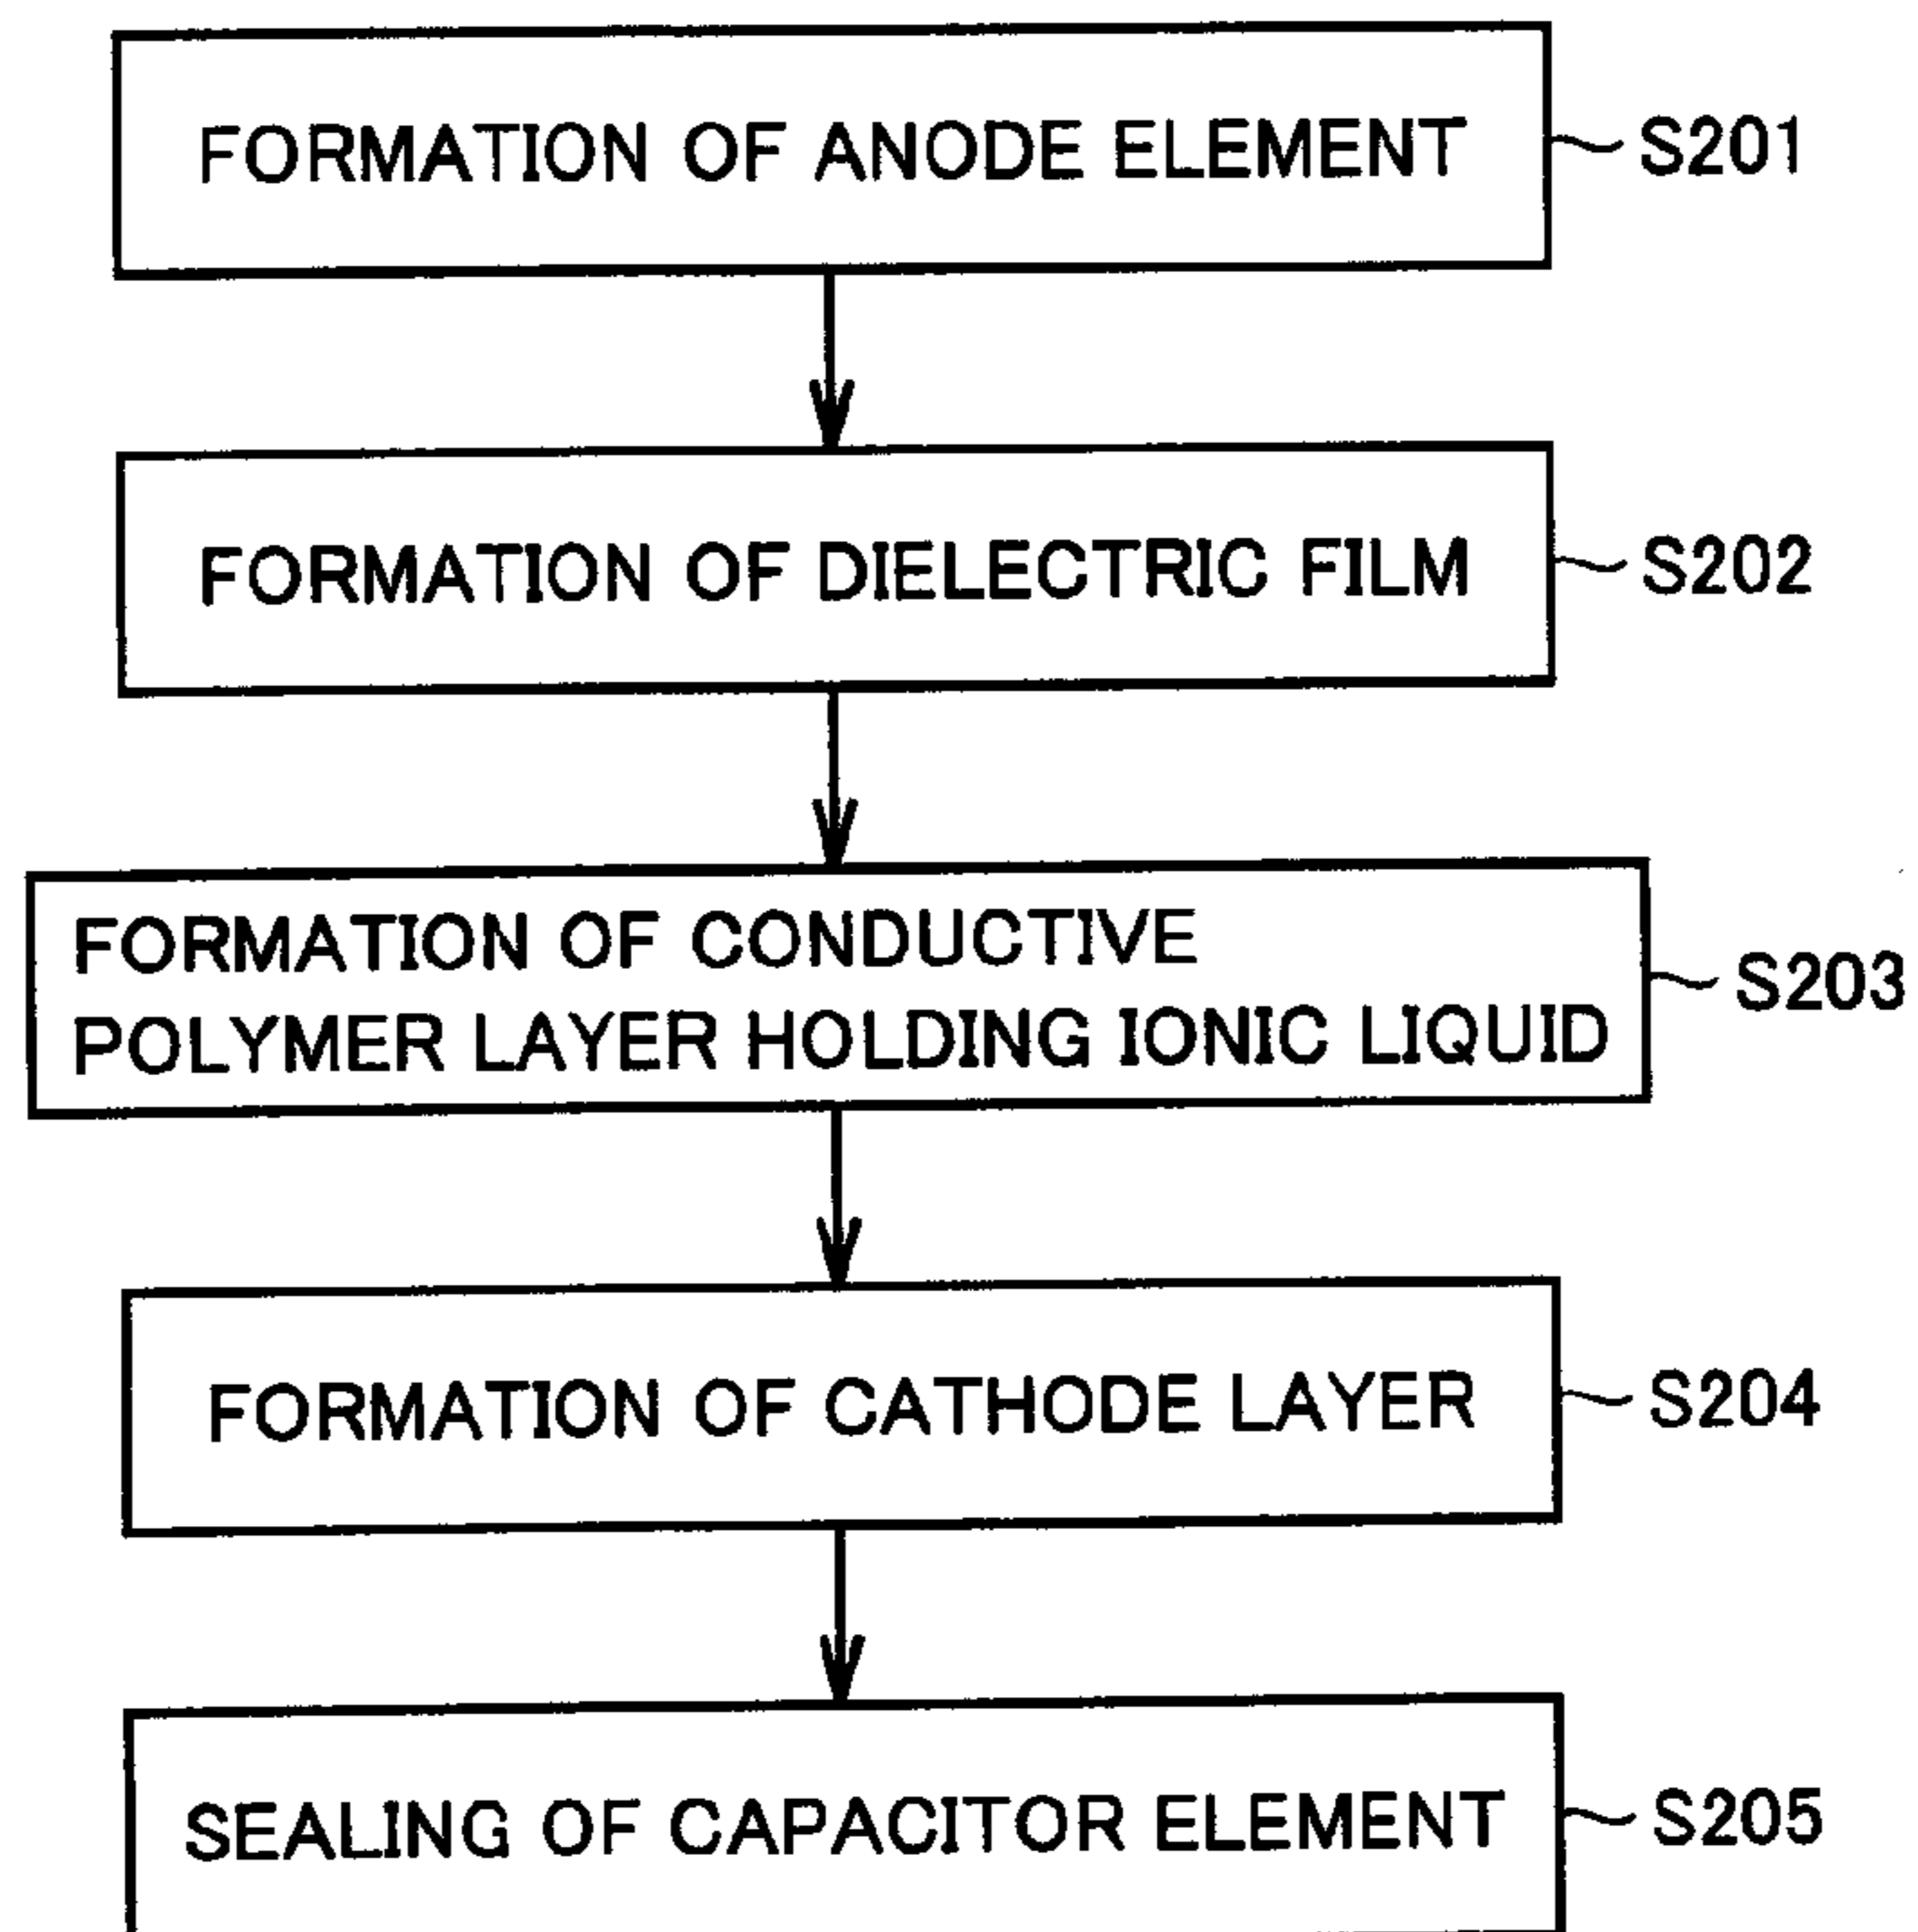 FORMATION OF ANODE ELEMENT
S201
FORMATION OF DIELECTRIC FILM
S202
FORMATION OF CONDUCTIVE
POLYMER LAYER HOLDING IONIC LIQUID
S203
FORMATION OF CATHODE LAYER
S204
SEALING OF CAPACITOR ELEMENT
S205